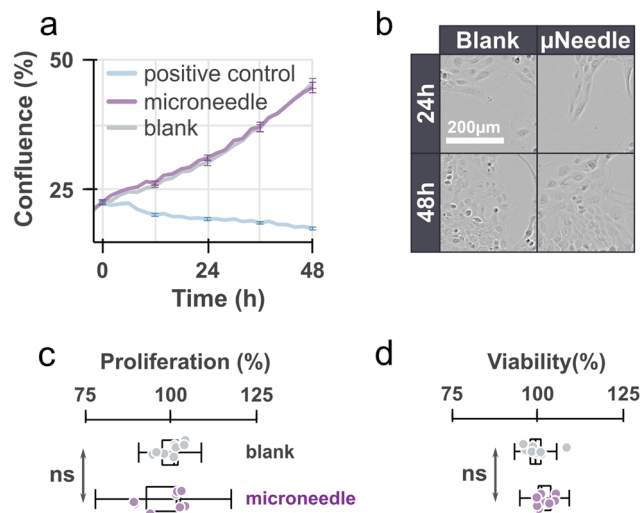 a
50
25
Confluence (%)
positive control
microneedle
blank
0
24
48
Time (h)
b
Blank
µNeedle
24h
200µm
48h
c
Proliferation (%)
75
100
125
ns
blank
microneedle
d
Viability(%)
75
100
125
ns